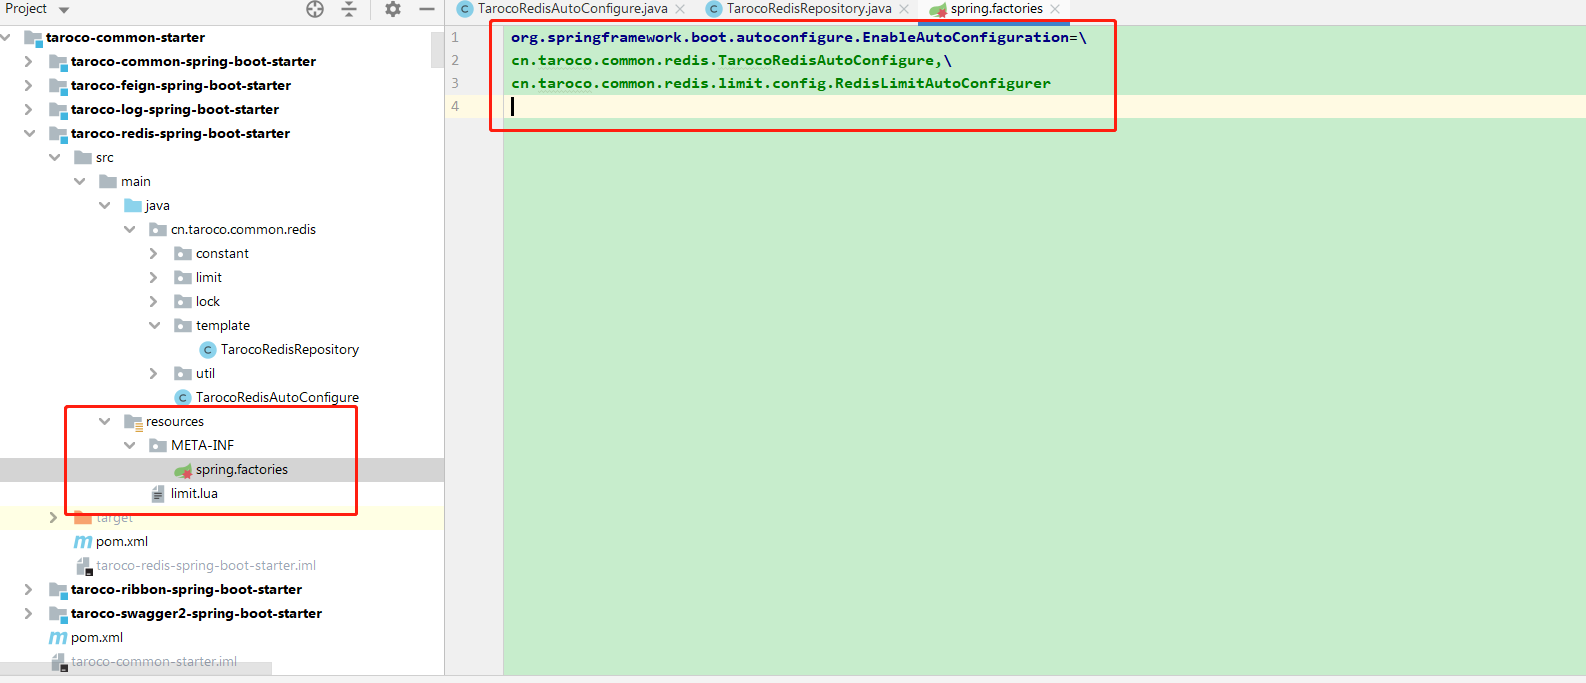 Project
TarocoRedisAutoConfigure.java
TarocoRedisRepository.java
spring.factories
taroco-common-starter
taroco-common-spring-boot-starter
taroco-feign-spring-boot-starter
taroco-log-spring-boot-starter
taroco-redis-spring-boot-starter
src
main
java
cn.taroco.common.redis
constant
limit
lock
template
TarocoRedisRepository
util
TarocoRedisAutoConfigure
resources
META-INF
spring.factories
limit.lua
target
pom.xml
taroco-redis-spring-boot-starter.iml
taroco-ribbon-spring-boot-starter
taroco-swagger2-spring-boot-starter
pom.xml
taroco-common-starter.iml
1 org.springframework.boot.autoconfigure.EnableAutoConfiguration=\
2 cn.taroco.common.redis.TarocoRedisAutoConfigure,\
3 cn.taroco.common.redis.limit.config.RedisLimitAutoConfigurer
4